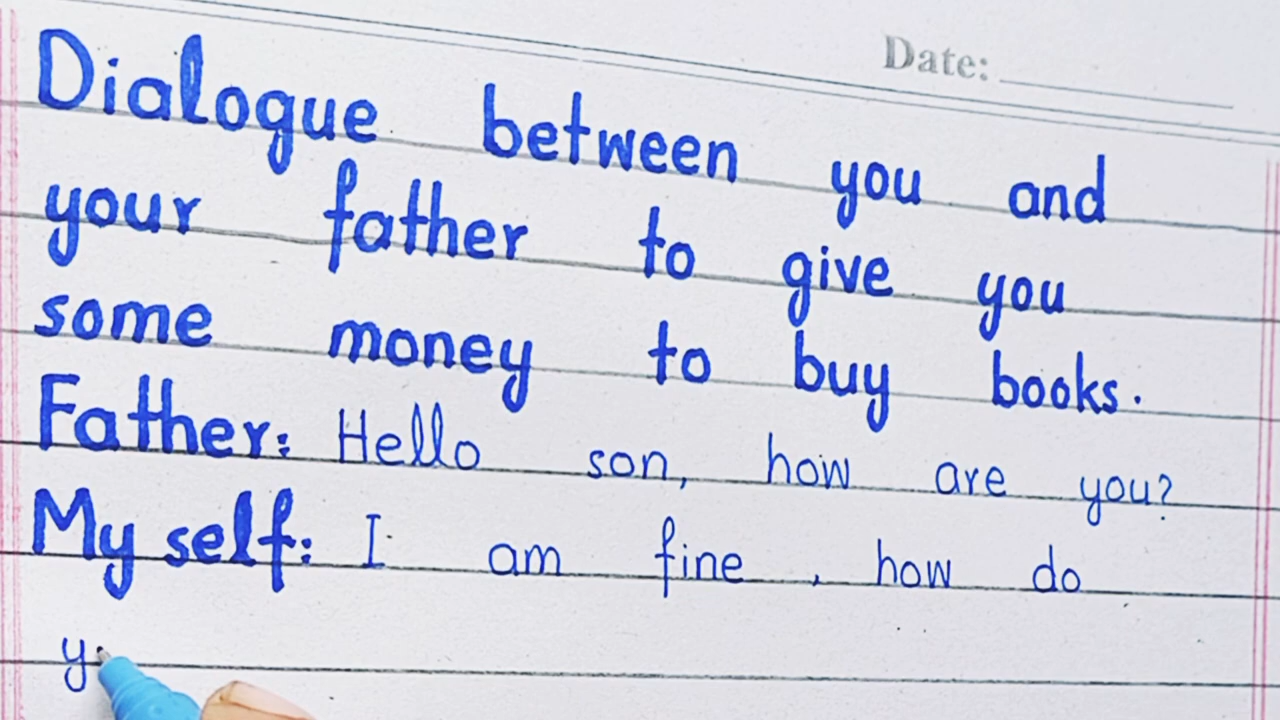 Date:
Dialogue between you and
your father to give you
some money to buy books.
Father: Hello son, how are you?
My self: I am fine, how do
y